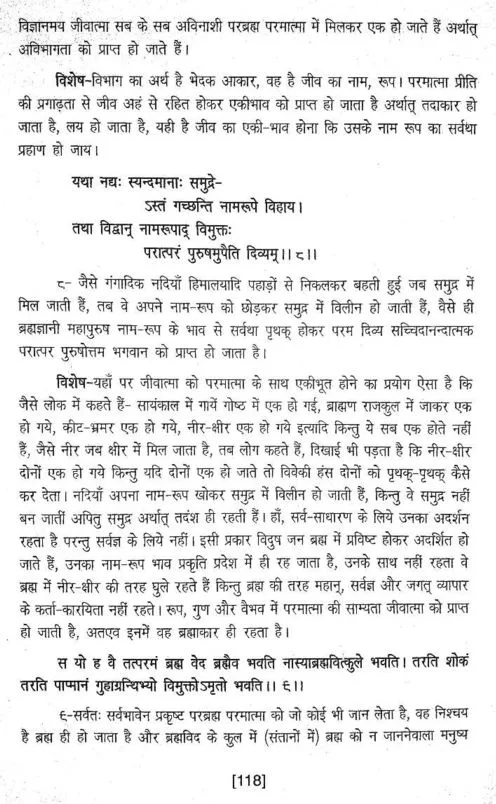 विज्ञानमय जीवात्मा सब के सब अविनाशी परब्रह्म परमात्मा में मिलकर एक हो जाते हैं अर्थात्
अविभागता को प्राप्त हो जाते हैं।
विशेष-विभाग का अर्थ है भेदक आकार, वह है जीव का नाम, रूप। परमात्मा प्रीति
की प्रगाढ़ता से जीव अहं से रहित होकर एकीभाव को प्राप्त हो जाता है अर्थात् तदाकार हो
जाता है, लय हो जाता है, यही है जीव का एकी-भाव होना कि उसके नाम रूप का सर्वथा
प्रहाण हो जाय।
यथा नद्यः स्यन्दमानाः समुद्रे-
ऽस्तं गच्छन्ति नामरूपे विहाय।
तथा विद्वान् नामरूपाद् विमुक्तः
परात्परं पुरुषमुपैति दिव्यम्।। ८।।
८- जैसे गंगादिक नदियाँ हिमालयादि पहाड़ों से निकलकर बहती हुई जब समुद्र में
मिल जाती हैं, तब वे अपने नाम-रूप को छोड़कर समुद्र में विलीन हो जाती हैं, वैसे ही
ब्रह्मज्ञानी महापुरुष नाम-रूप के भाव से सर्वथा पृथक् होकर परम दिव्य सच्चिदानन्दात्मक
परात्पर पुरुषोत्तम भगवान को प्राप्त हो जाता है।
विशेष-यहाँ पर जीवात्मा को परमात्मा के साथ एकीभूत होने का प्रयोग ऐसा है कि
जैसे लोक में कहते हैं- सायंकाल में गायें गोष्ठ में एक हो गई, ब्राह्मण राजकुल में जाकर एक
हो गये, कीट-भ्रमर एक हो गये, नीर-क्षीर एक हो गये इत्यादि किन्तु ये सब एक होते नहीं
हैं, जैसे नीर जब क्षीर में मिल जाता है, तब लोग कहते हैं, दिखाई भी पड़ता है कि नीर-क्षीर
दोनों एक हो गये किन्तु यदि दोनों एक हो जाते तो विवेकी हंस दोनों को पृथक्-पृथक् कैसे
कर देता। नदियाँ अपना नाम-रूप खोकर समुद्र में विलीन हो जाती हैं, किन्तु वे समुद्र नहीं
बन जातीं अपितु समुद्र अर्थात् तदंश ही रहती हैं। हाँ, सर्व-साधारण के लिये उनका अदर्शन
रहता है परन्तु सर्वज्ञ के लिये नहीं। इसी प्रकार विदुष जन ब्रह्म में प्रविष्ट होकर अदर्शित हो
जाते हैं, उनका नाम-रूप भाव प्रकृति प्रदेश में ही रह जाता है, उनके साथ नहीं रहता वे
ब्रह्म में नीर-क्षीर की तरह घुले रहते हैं किन्तु ब्रह्म की तरह महान्, सर्वज्ञ और जगत् व्यापार
के कर्ता-कारयिता नहीं रहते। रूप, गुण और वैभव में परमात्मा की साम्यता जीवात्मा को प्राप्त
हो जाती है, अतएव इनमें वह ब्रह्माकार ही रहता है।
स यो ह वै तत्परमं ब्रह्म वेद ब्रह्मैव भवति नास्याब्रह्मवित्कुले भवति। तरति शोकं
तरति पाप्मानं गुहाग्रन्थिभ्यो विमुक्तोऽमृतो भवति।। ९।।
९-सर्वतः सर्वभावेन प्रकृष्ट परब्रह्म परमात्मा को जो कोई भी जान लेता है, वह निश्चय
है ब्रह्म ही हो जाता है और ब्रह्मविद के कुल में (संतानों में) ब्रह्म को न जाननेवाला मनुष्य
[118]